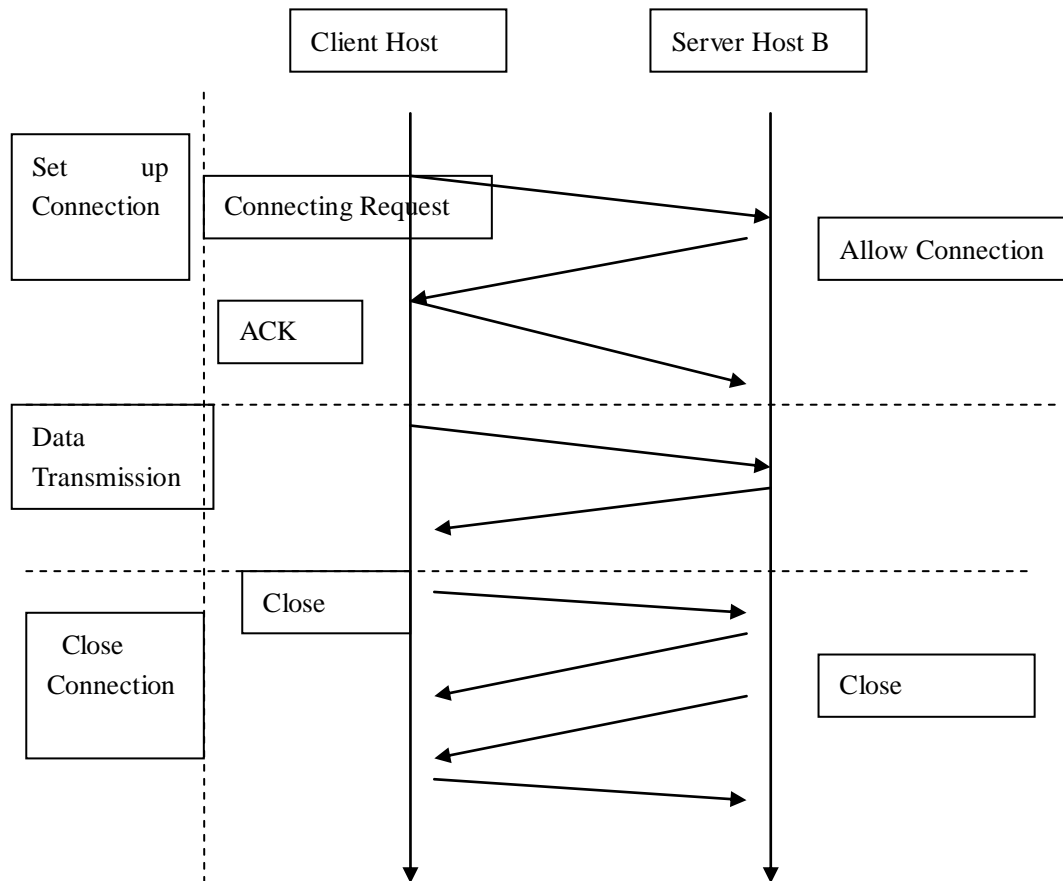 Client Host
Server Host B
Set up
Connection
Connecting Request
Allow Connection
ACK
Data
Transmission
Close
Close
Connection
Close